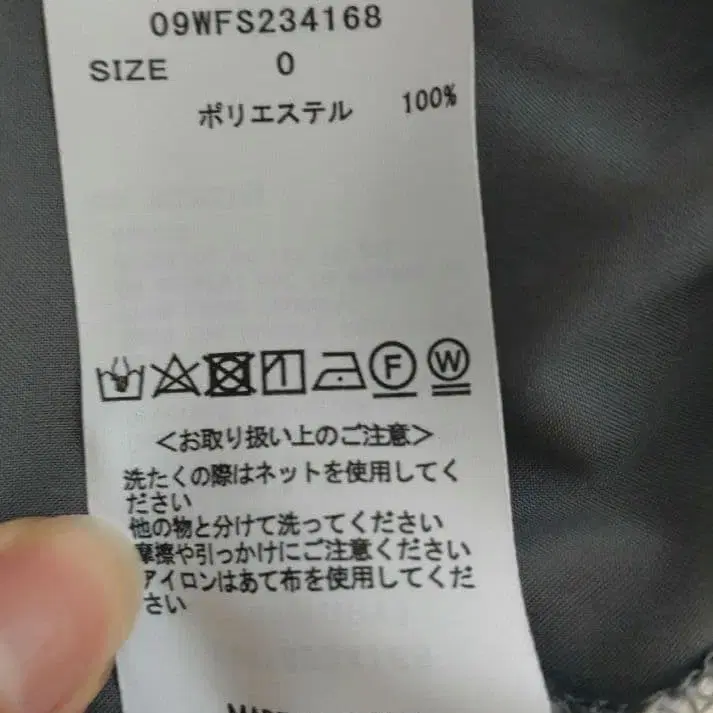 09WFS234168
SIZE 0
ポリエステル 100%
F W
<お取り扱い上のご注意>
洗たくの際はネットを使用してく
ださい
他の物と分けて洗ってください
摩擦や引っかけにご注意ください
アイロンはあて布を使用してくだ
さい